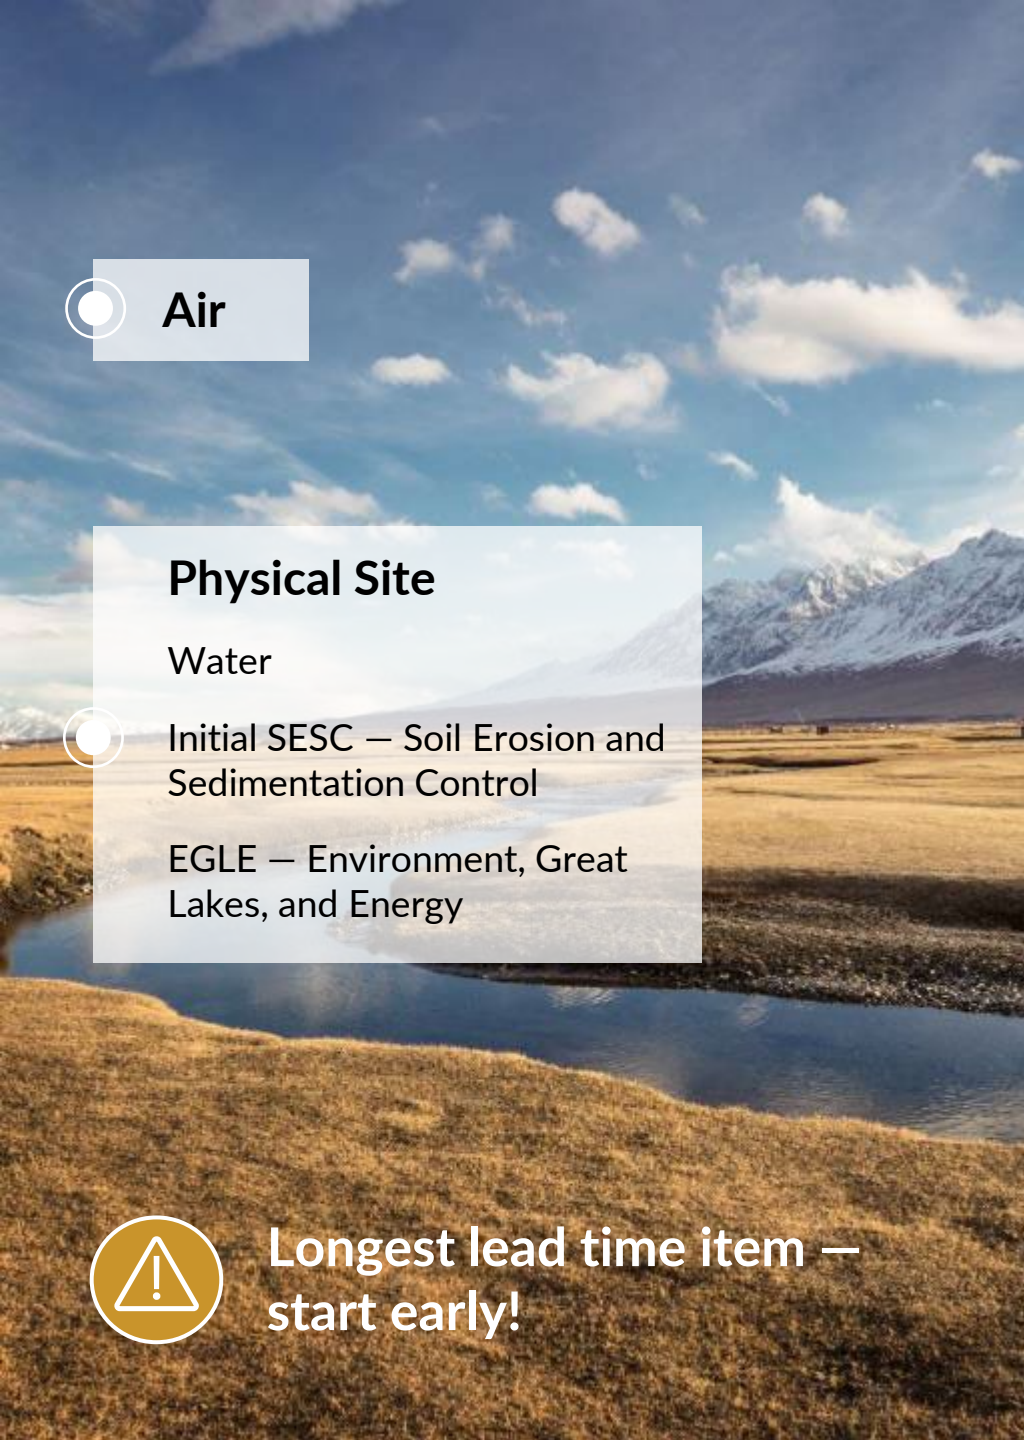 Air
Physical Site
Water
Initial SESC — Soil Erosion and
Sedimentation Control
EGLE — Environment, Great
Lakes, and Energy
Longest lead time item —
start early!